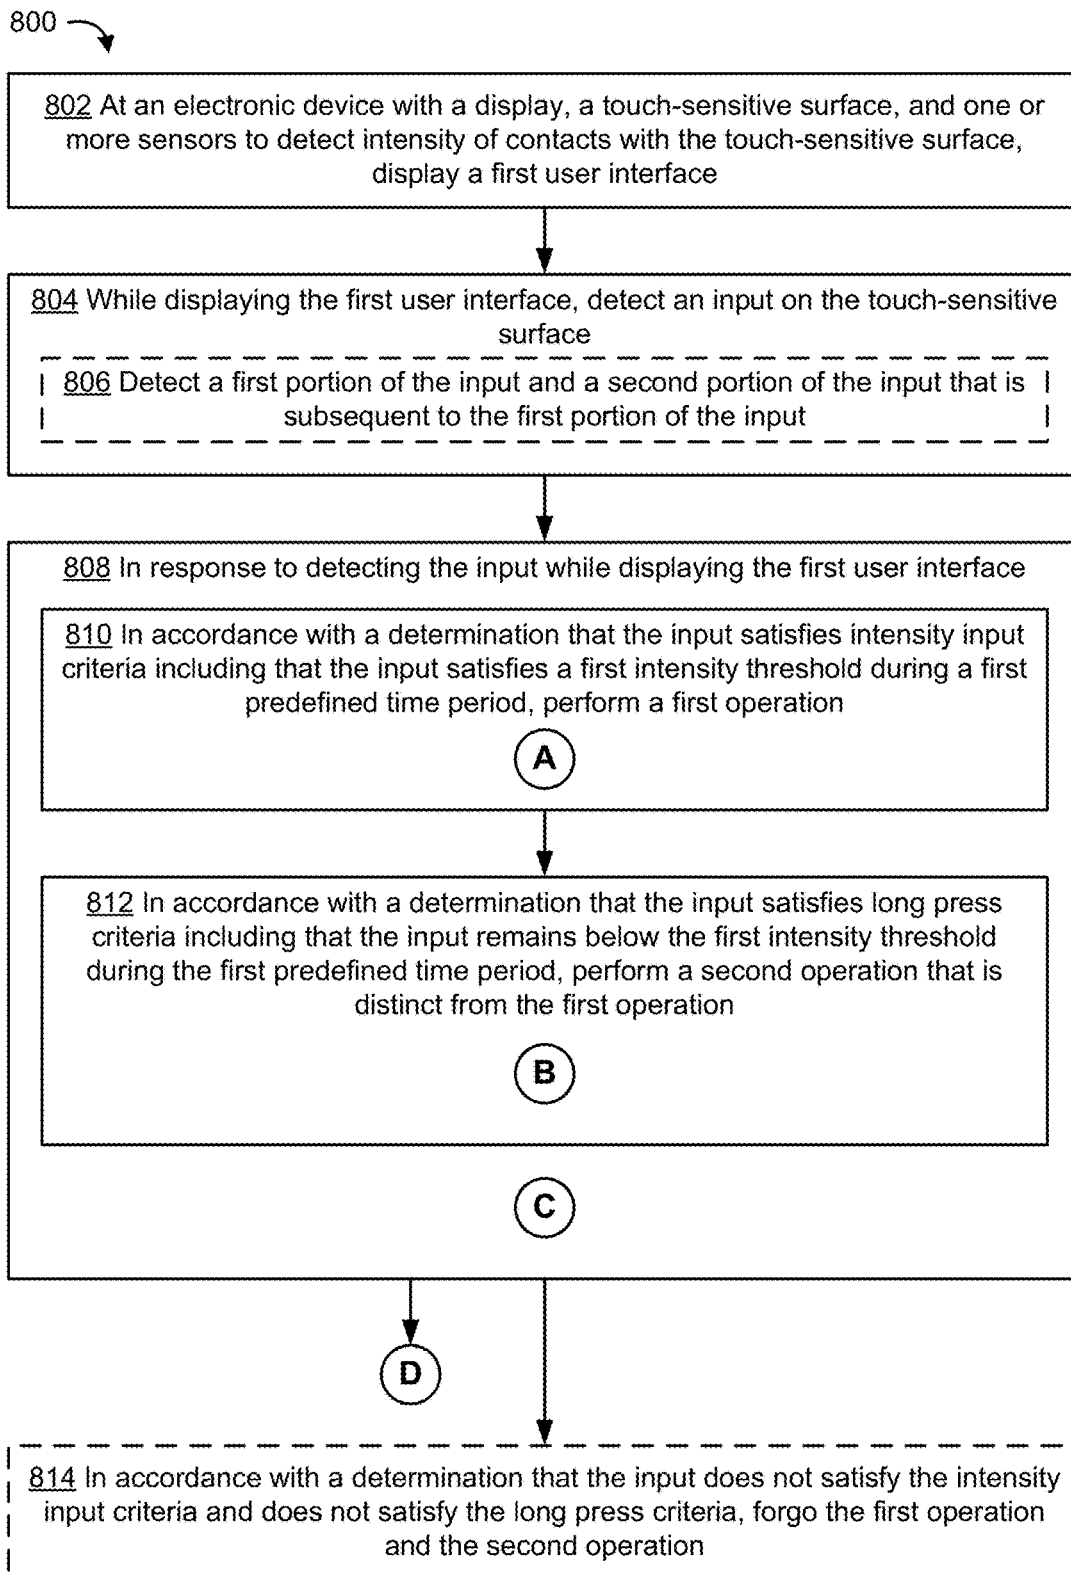 800
802 At an electronic device with a display, a touch-sensitive surface, and one or
more sensors to detect intensity of contacts with the touch-sensitive surface,
display a first user interface
804 While displaying the first user interface, detect an input on the touch-sensitive
surface
806 Detect a first portion of the input and a second portion of the input that is
subsequent to the first portion of the input
808 In response to detecting the input while displaying the first user interface
810 In accordance with a determination that the input satisfies intensity input
criteria including that the input satisfies a first intensity threshold during a first
predefined time period, perform a first operation
A
812 In accordance with a determination that the input satisfies long press
criteria including that the input remains below the first intensity threshold
during the first predefined time period, perform a second operation that is
distinct from the first operation
B
C
D
814 In accordance with a determination that the input does not satisfy the intensity
input criteria and does not satisfy the long press criteria, forgo the first operation
and the second operation